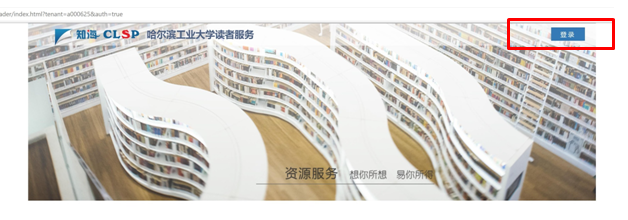 ader/index.html?tenant=a000625&auth=true
知海 CLSP 哈尔滨工业大学读者服务
登录
资源服务 想你所想 易你所得